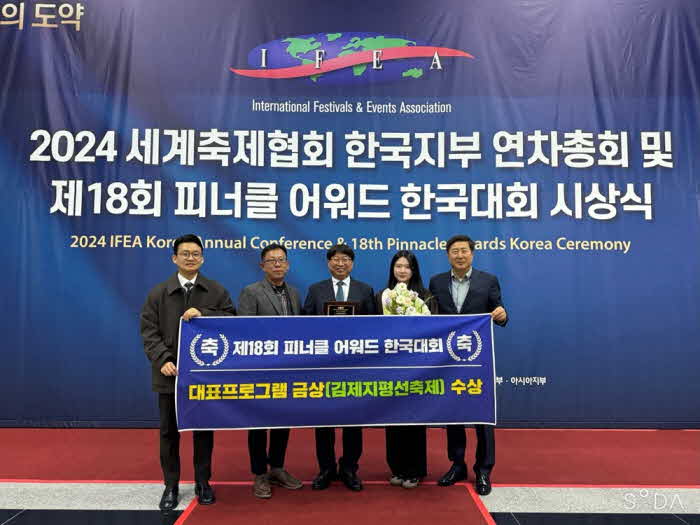 의 도약
I F E A
International Festivals & Events Association
2024 세계축제협회 한국지부 연차총회 및
제18회 피너클 어워드 한국대회 시상식
2024 IFEA Korea Annual Conference & 18th Pinnacle Awards Korea Ceremony
축 제18회 피너클 어워드 한국대회 축
대표프로그램 금상(김제지평선축제) 수상
부 · 아시아지부
SODA